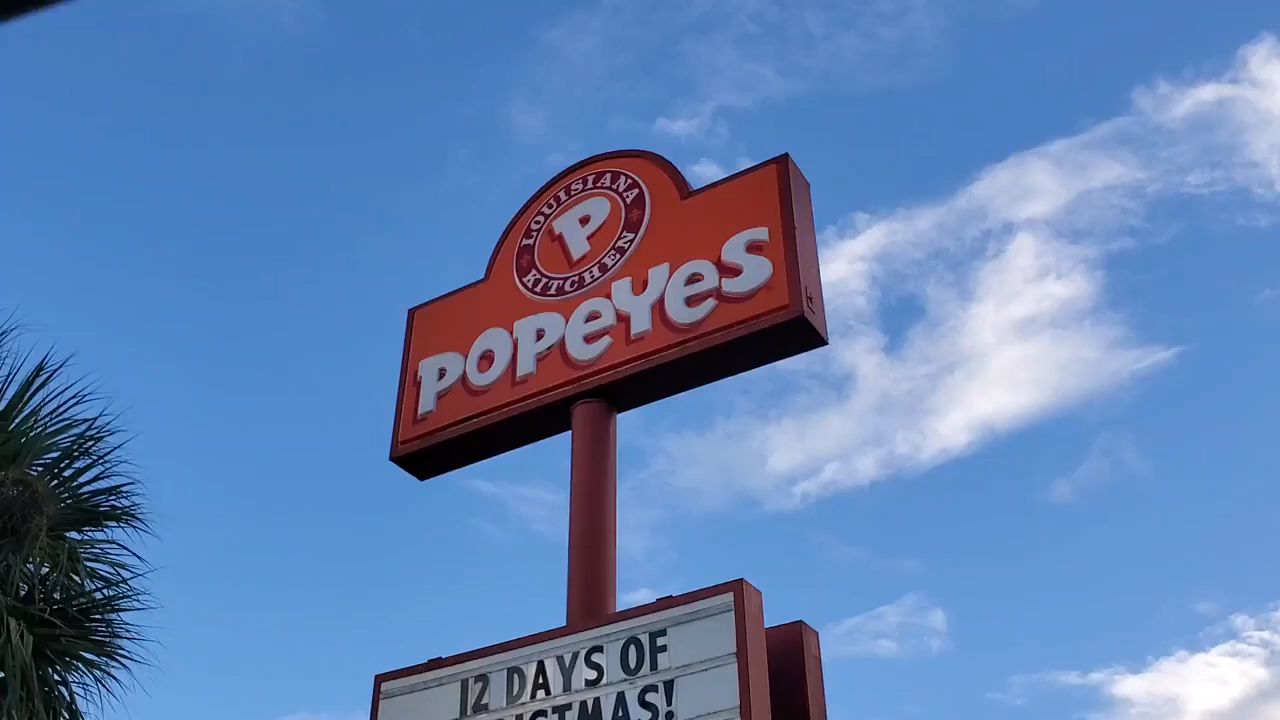 LOUISIANA
P
KITCHEN
POPEYES
12 DAYS OF